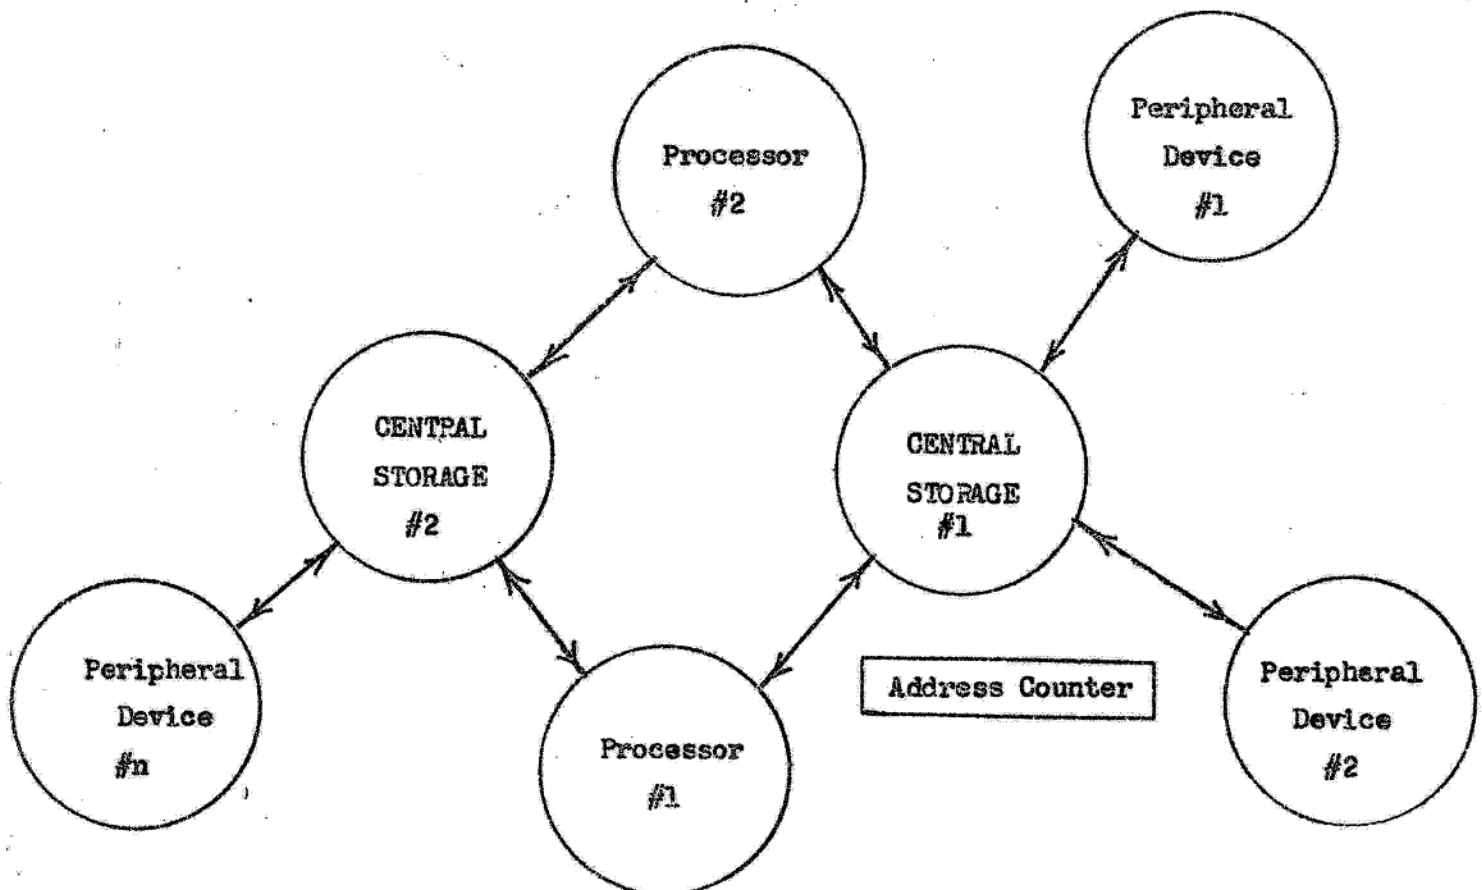 Processor
#2
Peripheral
Device
#1
CENTRAL
STORAGE
#2
CENTRAL
STORAGE
#1
Peripheral
Device
#n
Processor
#1
Address Counter
Peripheral
Device
#2